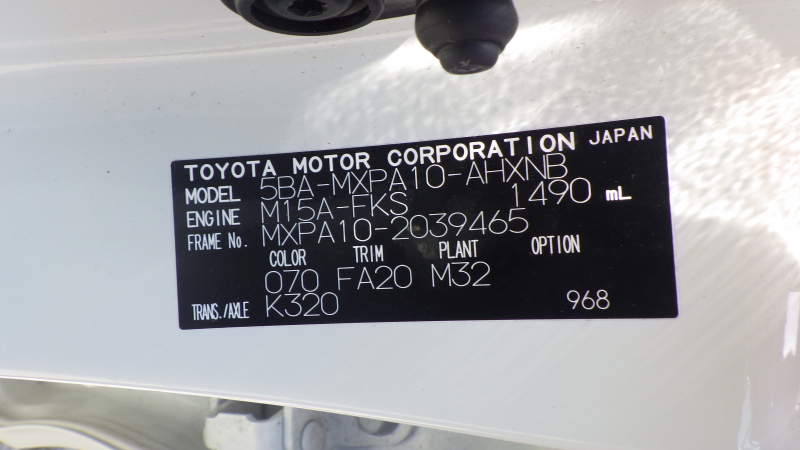 TOYOTA MOTOR CORPORATION JAPAN
MODEL 5BA-MXPA10-AHXNB
ENGINE M15A-FKS 1490 mL
FRAME No. MXPA10-2039465
COLOR TRIM PLANT OPTION
070 FA20 M32
TRANS./AXLE K320 968